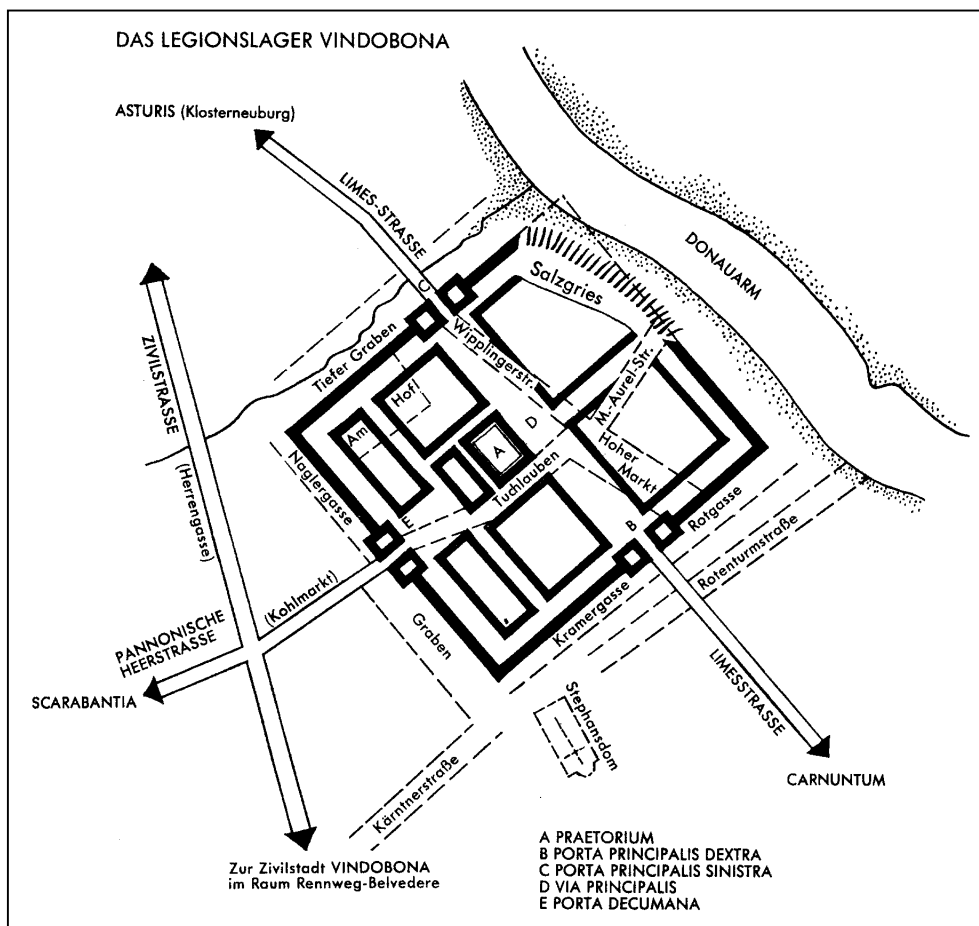 DAS LEGIONSLAGER VINDOBONA
ASTURIS (Klosterneuburg)
LIMES-STRASSE
DONAUARM
C
Salzgries
ZIVILSTRASSE
Tiefer Graben
Wipplingerstr.
M.-Aurel-Str.
Hof
Am
D
A
Hoher
Markt
Naglergasse
Tuchlauben
E
B
Rotgasse
(Herrengasse)
Rotenturmstraße
(Kohlmarkt)
Kramergasse
Graben
PANNONISCHE
HEERSTRASSE
SCARABANTIA
LIMESSTRASSE
Stephansdom
CARNUNTUM
Kärntnerstraße
Zur Zivilstadt VINDOBONA
im Raum Rennweg-Belvedere
A PRAETORIUM
B PORTA PRINCIPALIS DEXTRA
C PORTA PRINCIPALIS SINISTRA
D VIA PRINCIPALIS
E PORTA DECUMANA